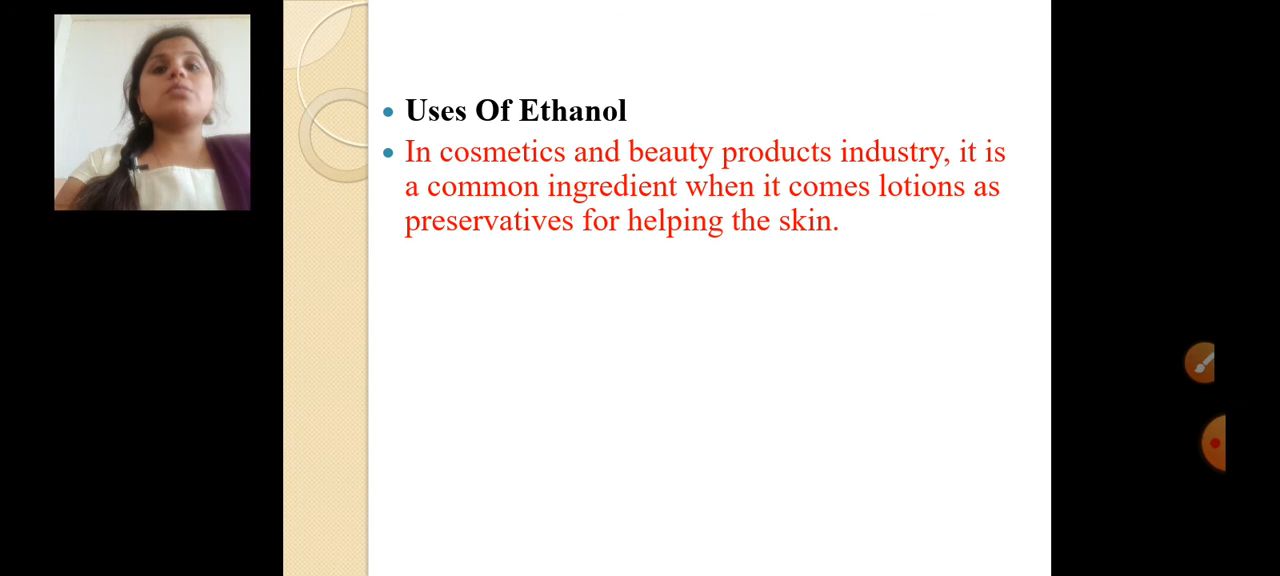 Uses Of Ethanol
In cosmetics and beauty products industry, it is
a common ingredient when it comes lotions as
preservatives for helping the skin.